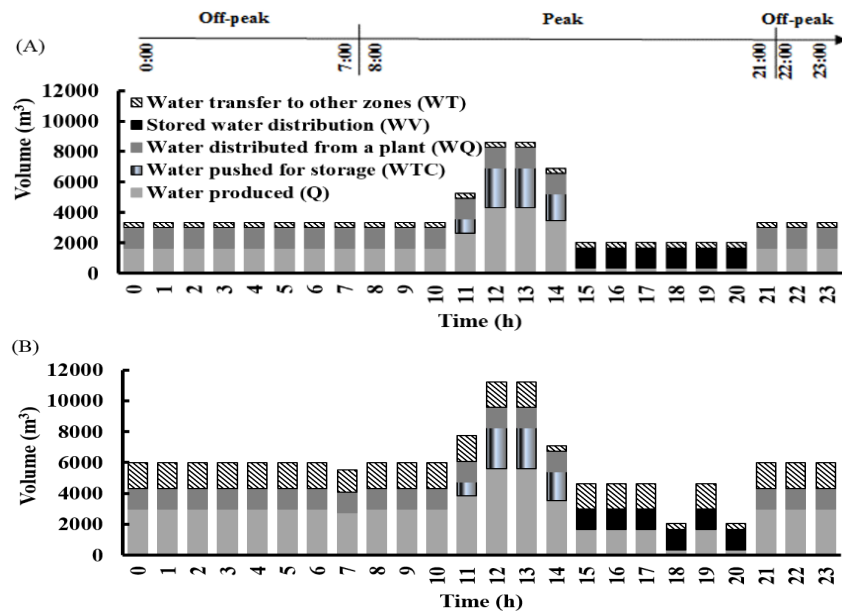 Off-peak Peak Off-peak
(A)
0:00 7:00 8:00 21:00 22:00 23:00
12000
10000
8000
6000
4000
2000
0
Volume (m³)
Water transfer to other zones (WT)
Stored water distribution (WV)
Water distributed from a plant (WQ)
Water pushed for storage (WTC)
Water produced (Q)
0 1 2 3 4 5 6 7 8 9 10 11 12 13 14 15 16 17 18 19 20 21 22 23
Time (h)
(B)
12000
10000
8000
6000
4000
2000
0
Volume (m³)
0 1 2 3 4 5 6 7 8 9 10 11 12 13 14 15 16 17 18 19 20 21 22 23
Time (h)